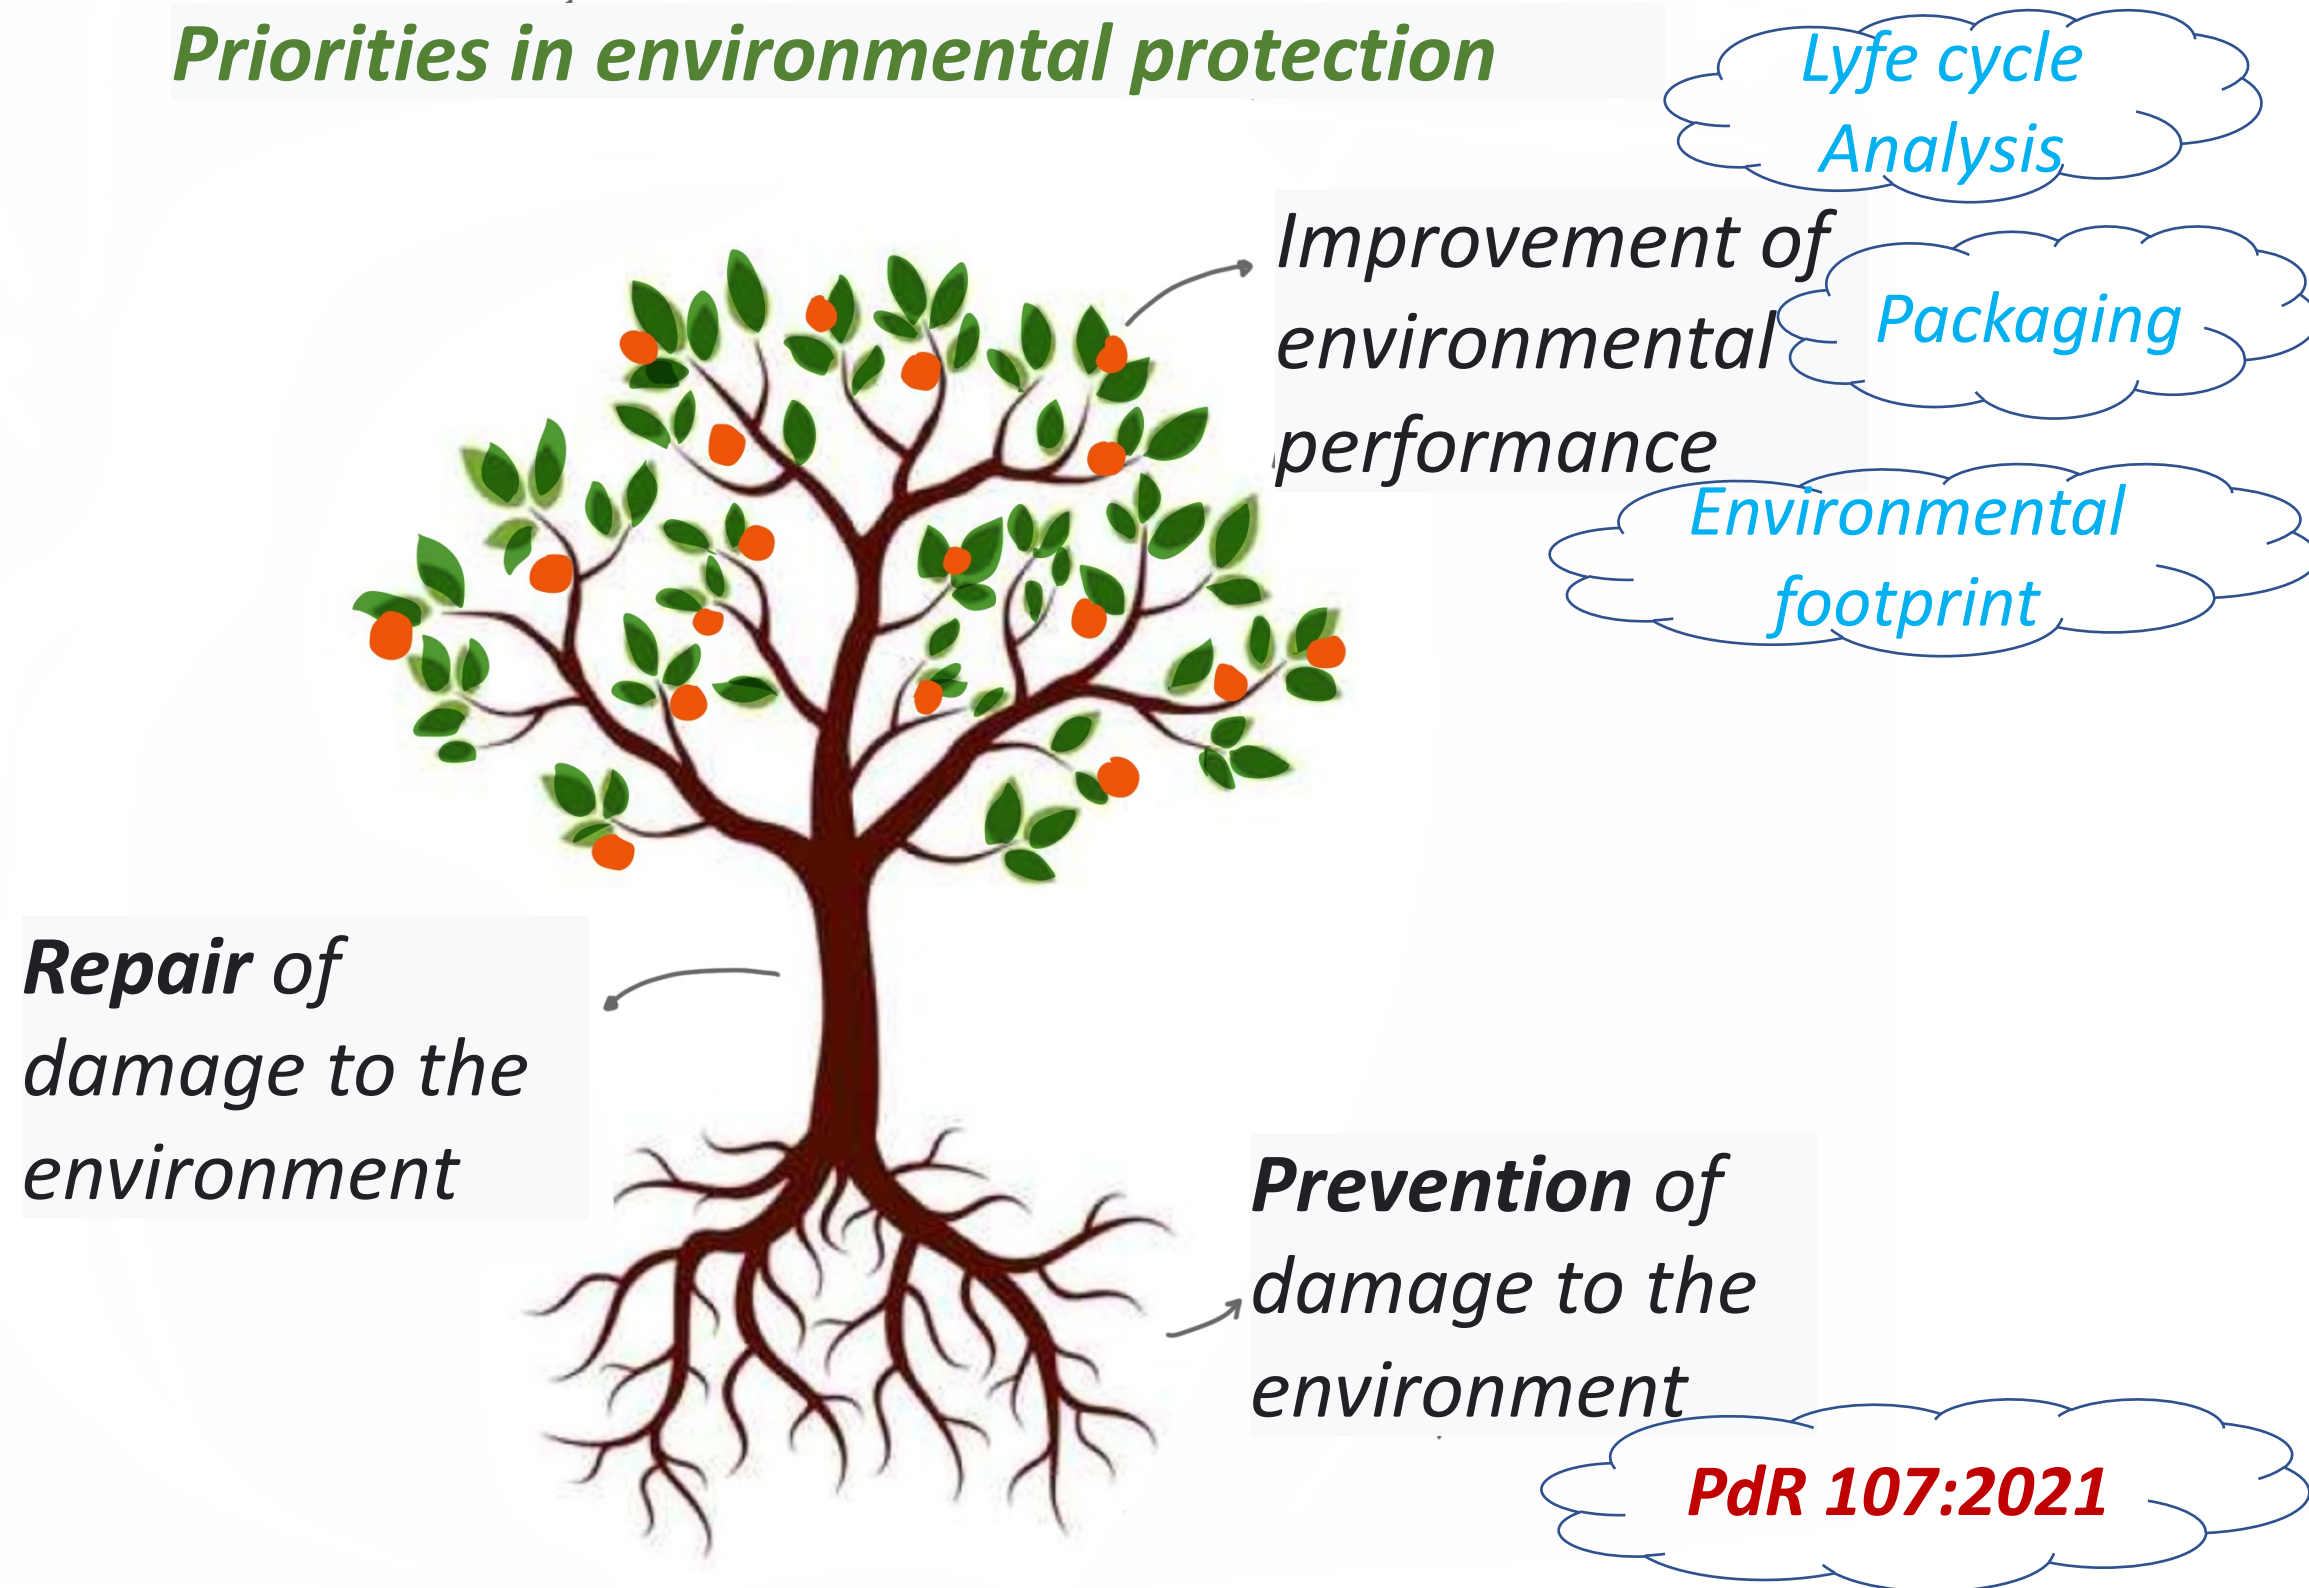 Priorities in environmental protection
Lyfe cycle
Analysis
Improvement of
environmental
performance
Packaging
Environmental
footprint
Repair of
damage to the
environment
Prevention of
damage to the
environment
PdR 107:2021